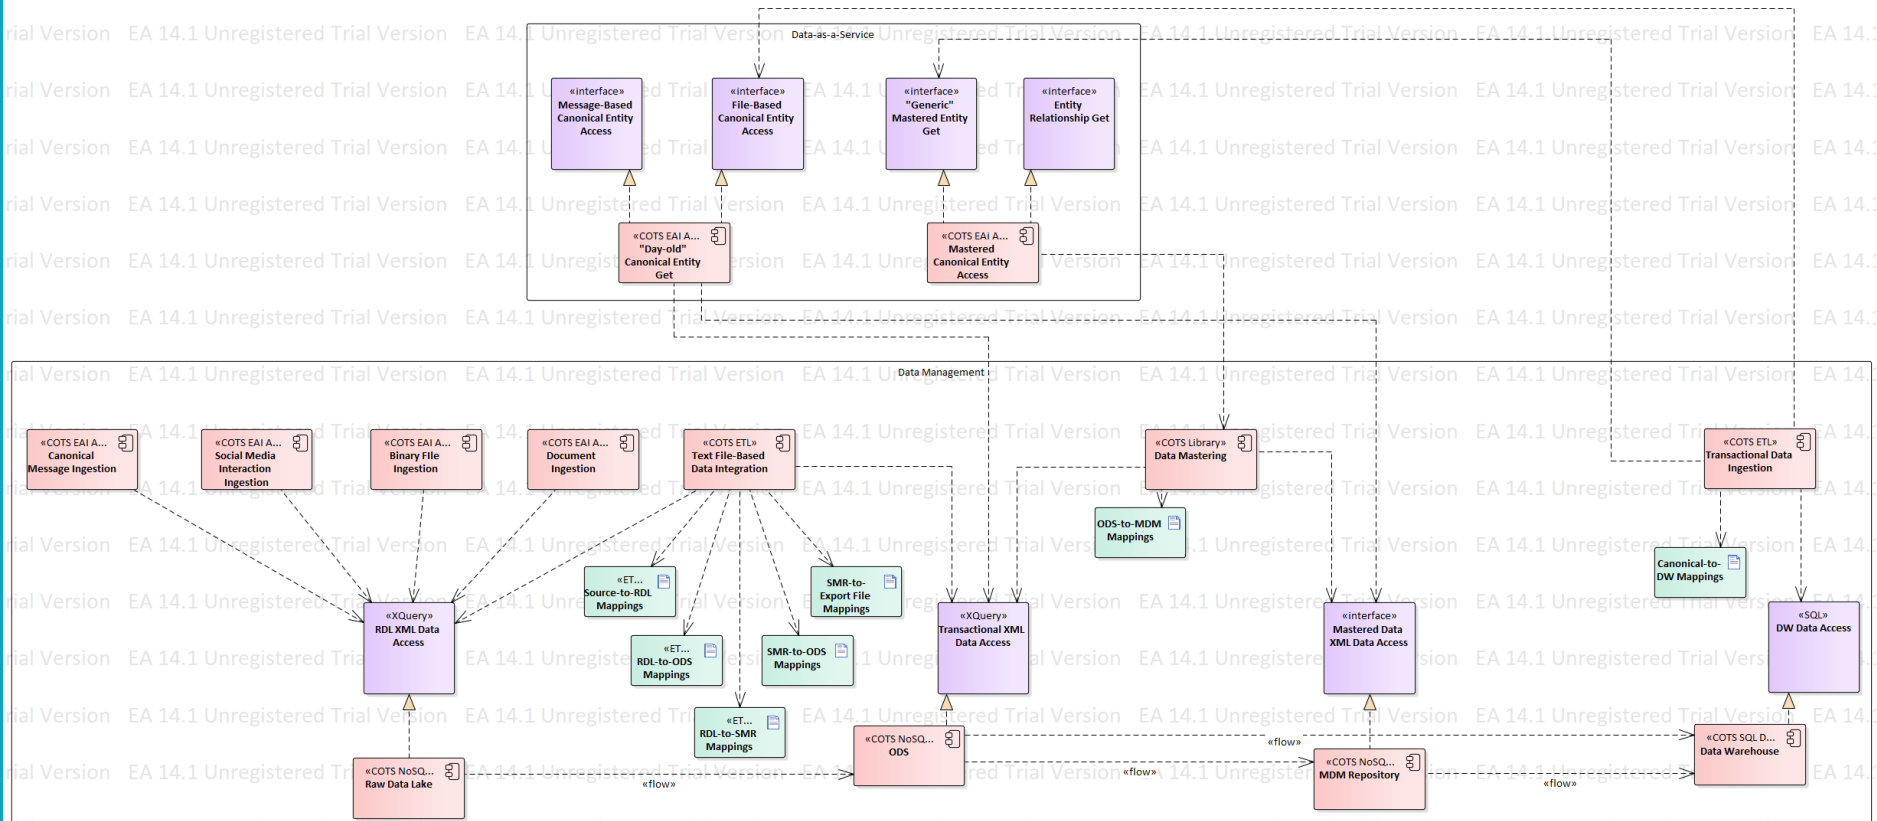 Data-as-a-Service
«interface»
Message-Based
Canonical Entity
Access
«interface»
File-Based
Canonical Entity
Access
«interface»
"Generic"
Mastered Entity
Get
«interface»
Entity
Relationship Get
«COTS EAI A...
"Day-old"
Canonical Entity
Get
«COTS EAi A...
Mastered
Canonical Entity
Access
Data Management
«COTS EAI A...
Canonical
Message Ingestion
«COTS EAI A...
Social Media
Interaction
Ingestion
«COTS EAI A...
Binary FIle
Ingestion
«COTS EAI A...
Document
Ingestion
«COTS ETL»
Text File-Based
Data Integration
«COTS Library»
Data Mastering
«COTS ETL»
Transactional Data
Ingestion
ODS-to-MDM
Mappings
Canonical-to-
DW Mappings
«ET...
Source-to-RDL
Mappings
SMR-to-
Export File
Mappings
«ET...
RDL-to-ODS
Mappings
SMR-to-ODS
Mappings
«ET...
RDL-to-SMR
Mappings
«XQuery»
RDL XML Data
Access
«XQuery»
Transactional XML
Data Access
«interface»
Mastered Data
XML Data Access
«SQL»
DW Data Access
«COTS NoSQ...
Raw Data Lake
«flow»
«COTS NoSQ...
ODS
«flow»
«flow»
«COTS NoSQ...
MDM Repository
«flow»
«COTS SQL D...
Data Warehouse
EA 14.1 Unregistered Trial Version